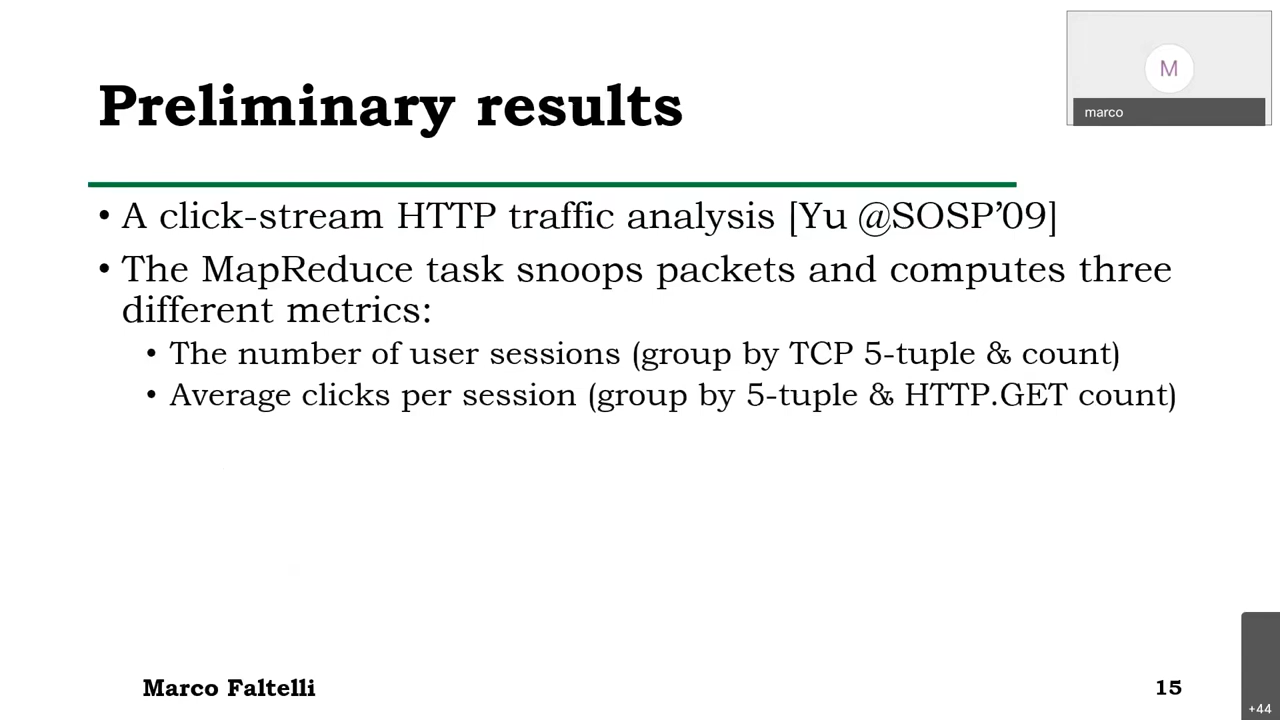 M
marco
Preliminary results
• A click-stream HTTP traffic analysis [Yu @SOSP’09]
• The MapReduce task snoops packets and computes three
different metrics:
• The number of user sessions (group by TCP 5-tuple & count)
• Average clicks per session (group by 5-tuple & HTTP.GET count)
Marco Faltelli
15
+44